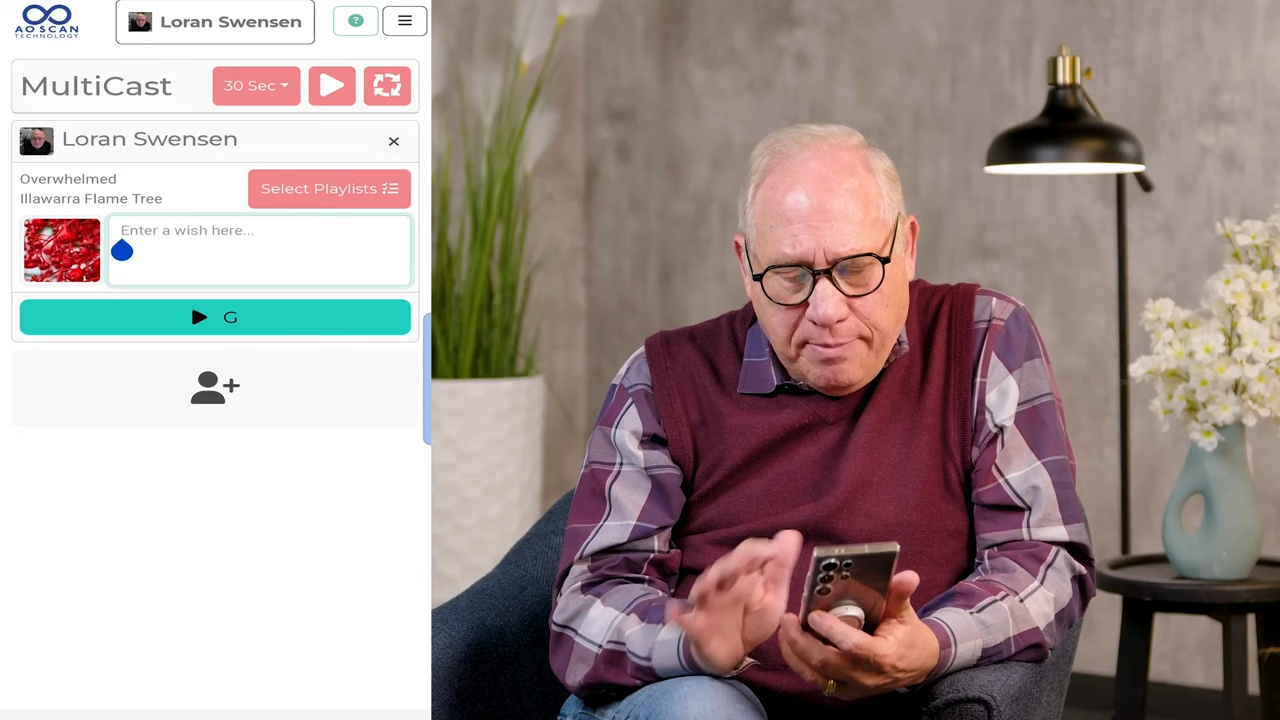 AO SCAN
TECHNOLOGY
Loran Swensen
?
MultiCast
30 Sec
Loran Swensen
Overwhelmed
Illawarra Flame Tree
Select Playlists
Enter a wish here...
G